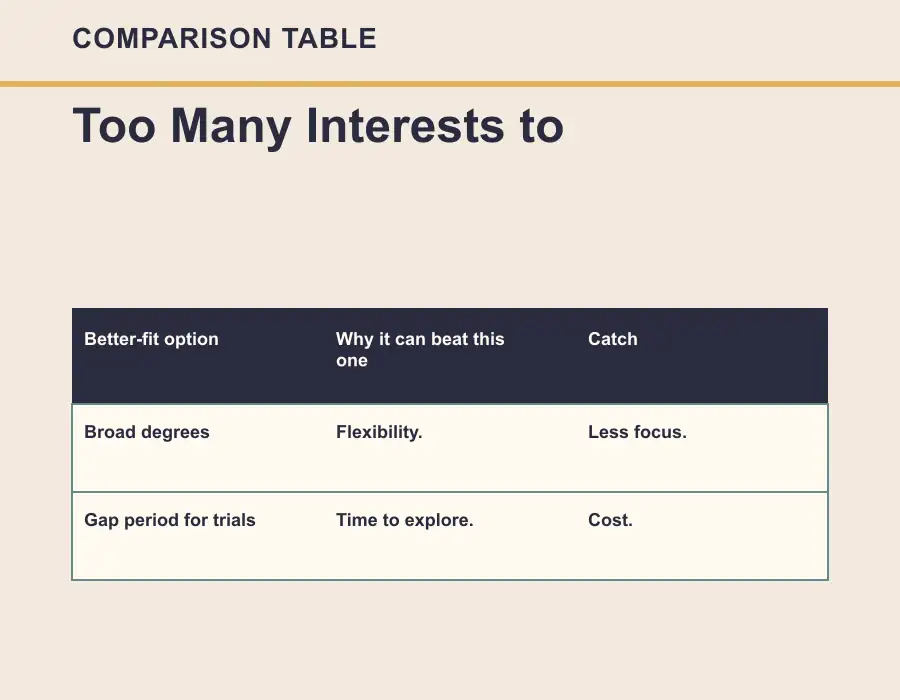 COMPARISON TABLE
Too Many Interests to
Better-fit option
Why it can beat this
one
Catch
Broad degrees
Flexibility.
Less focus.
Gap period for trials
Time to explore.
Cost.